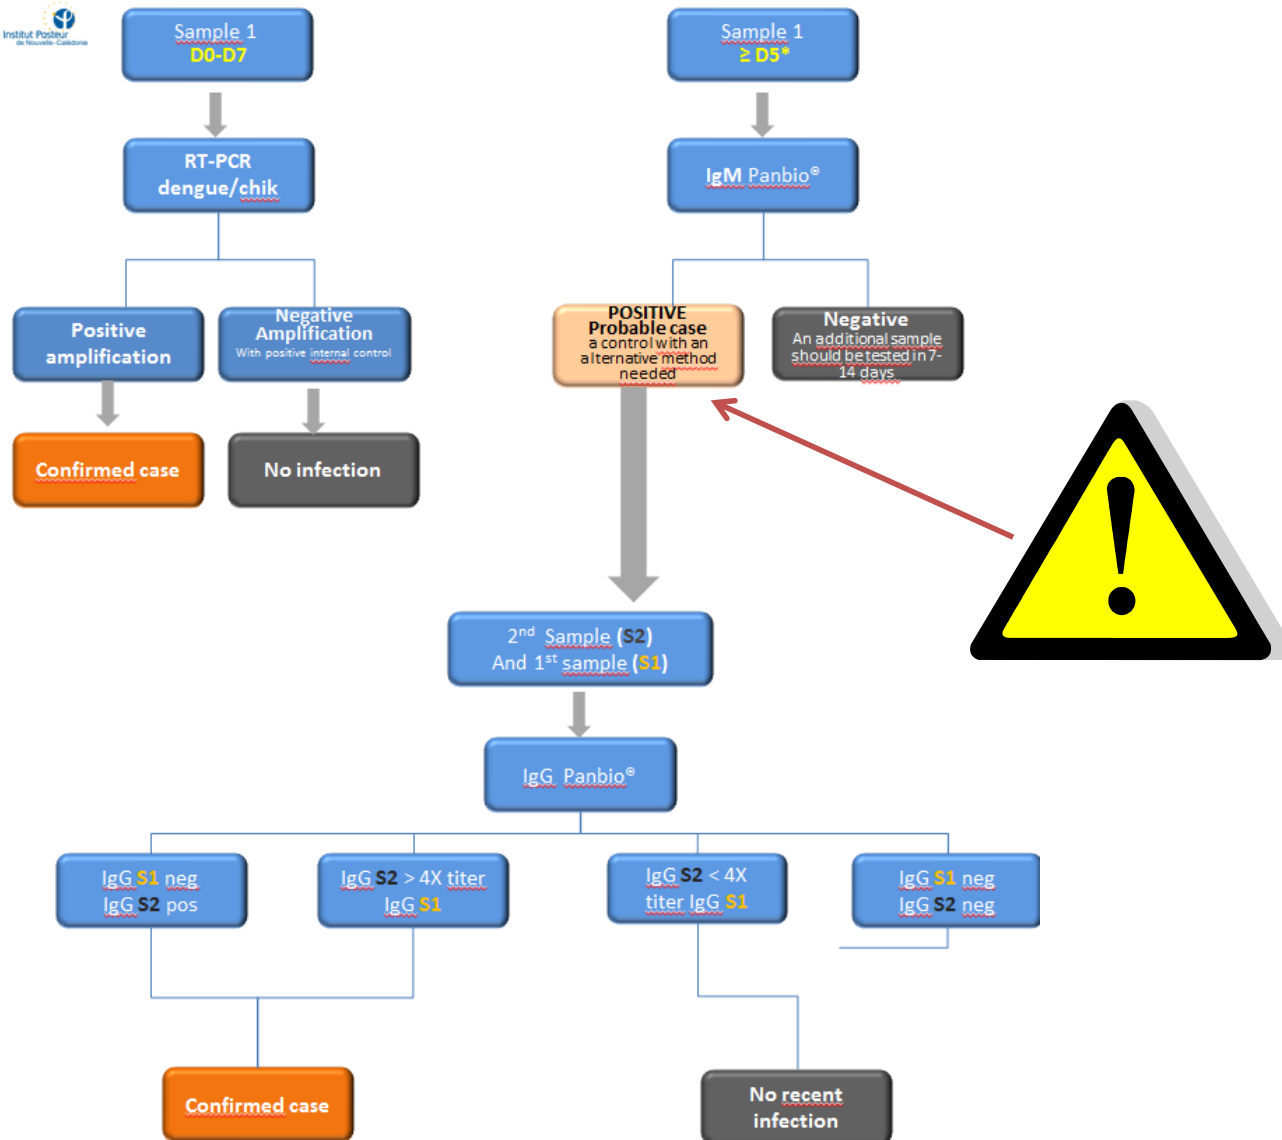 Institut Pasteur
de Nouvelle-Calédonie
Sample 1
D0-D7
RT-PCR
dengue/chik
Positive
amplification
Negative
Amplification
With positive internal control
Confirmed case
No infection
Sample 1
≥ D5*
IgM Panbio®
POSITIVE
Probable case
a control with an
alternative method
needed
Negative
An additional sample
should be tested in 7-
14 days
!
2nd Sample (S2)
And 1st sample (S1)
IgG Panbio®
IgG S1 neg
IgG S2 pos
IgG S2 > 4X titer
IgG S1
IgG S2 < 4X
titer IgG S1
IgG S1 neg
IgG S2 neg
Confirmed case
No recent
infection